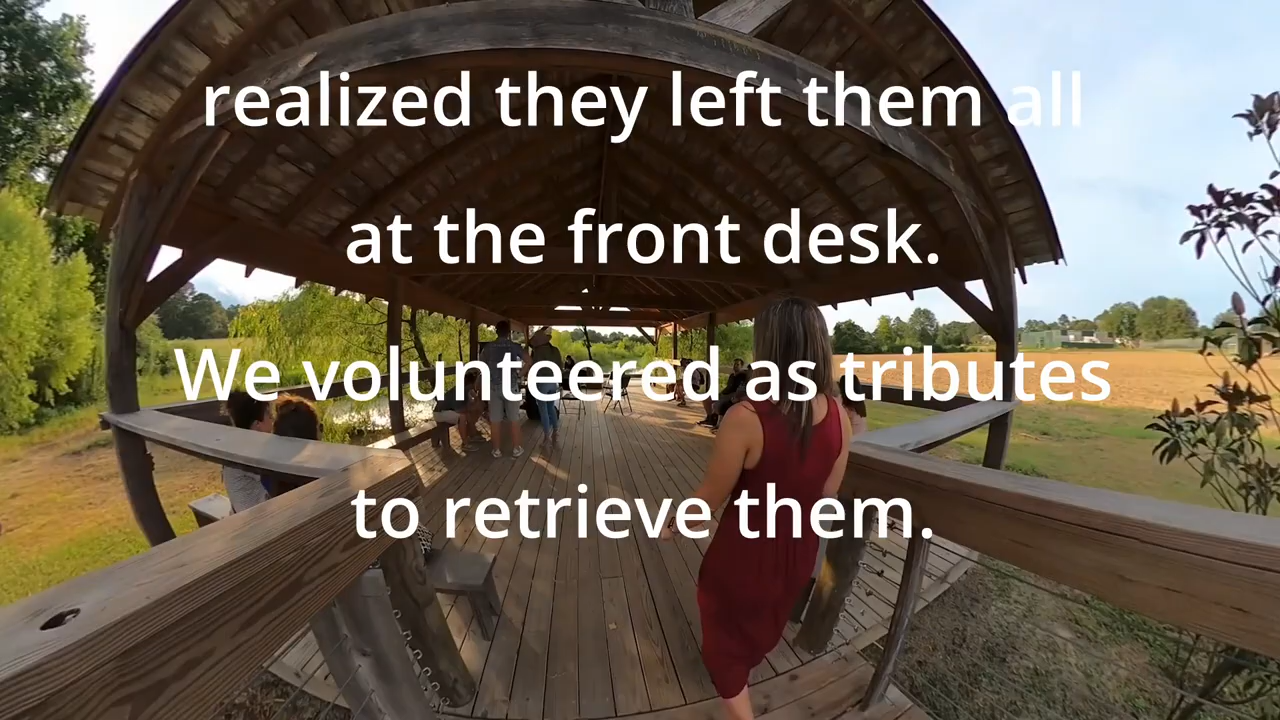 realized they left them all
at the front desk.
We volunteered as tributes
to retrieve them.